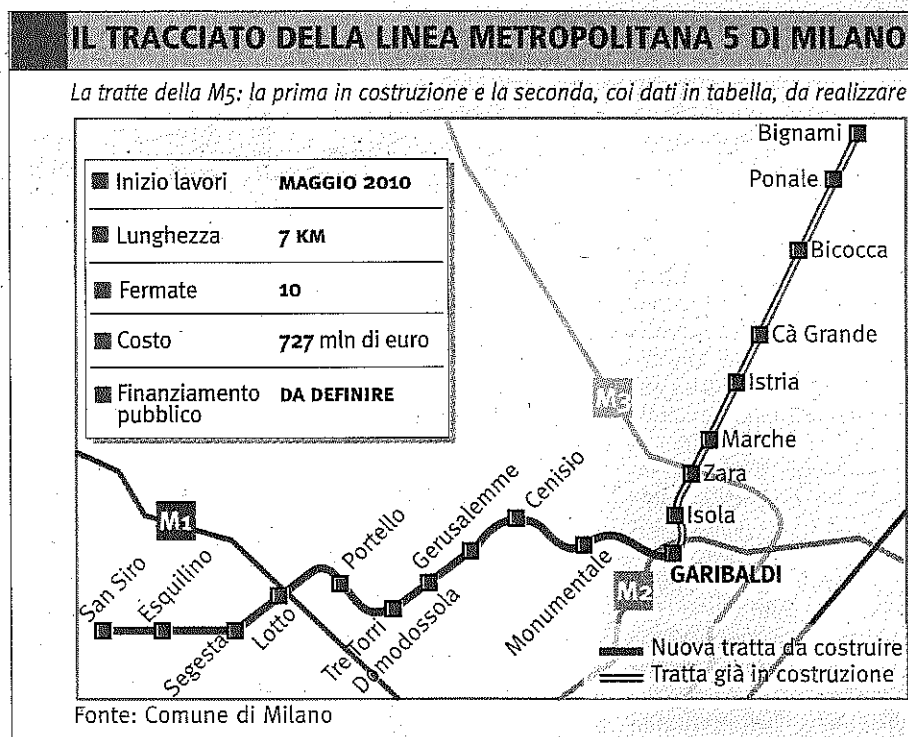 IL TRACCIATO DELLA LINEA METROPOLITANA 5 DI MILANO
La tratte della M5: la prima in costruzione e la seconda, coi dati in tabella, da realizzare
Inizio lavori MAGGIO 2010
Lunghezza 7 KM
Fermate 10
Costo 727 mln di euro
Finanziamento
pubblico DA DEFINIRE
Bignami
Ponale
Bicocca
Cà Grande
Istria
Marche
Zara
Isola
GARIBALDI
M3
M1
M2
San Siro
Esquilino
Segesta
Lotto
Portello
Tre Torri
Domodossola
Gerusalemme
Cenisio
Monumentale
Nuova tratta da costruire
Tratta già in costruzione
Fonte: Comune di Milano